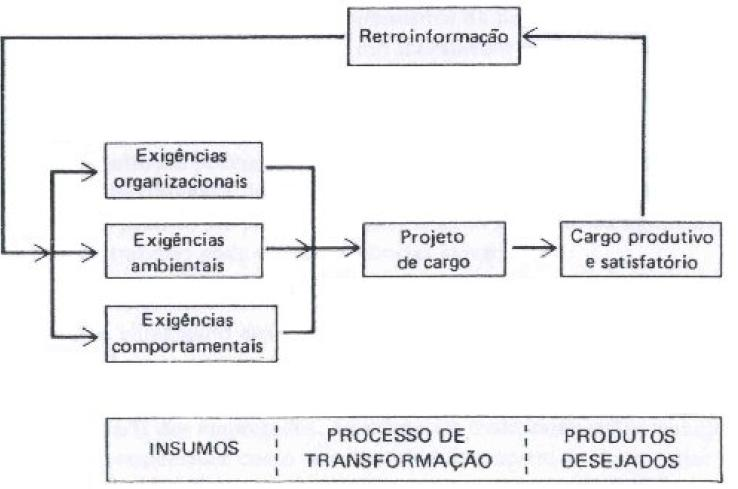 Retroinformação
Exigências
organizacionais
Exigências
ambientais
Exigências
comportamentais
Projeto
de cargo
Cargo produtivo
e satisfatório
INSUMOS
PROCESSO DE
TRANSFORMAÇÃO
PRODUTOS
DESEJADOS